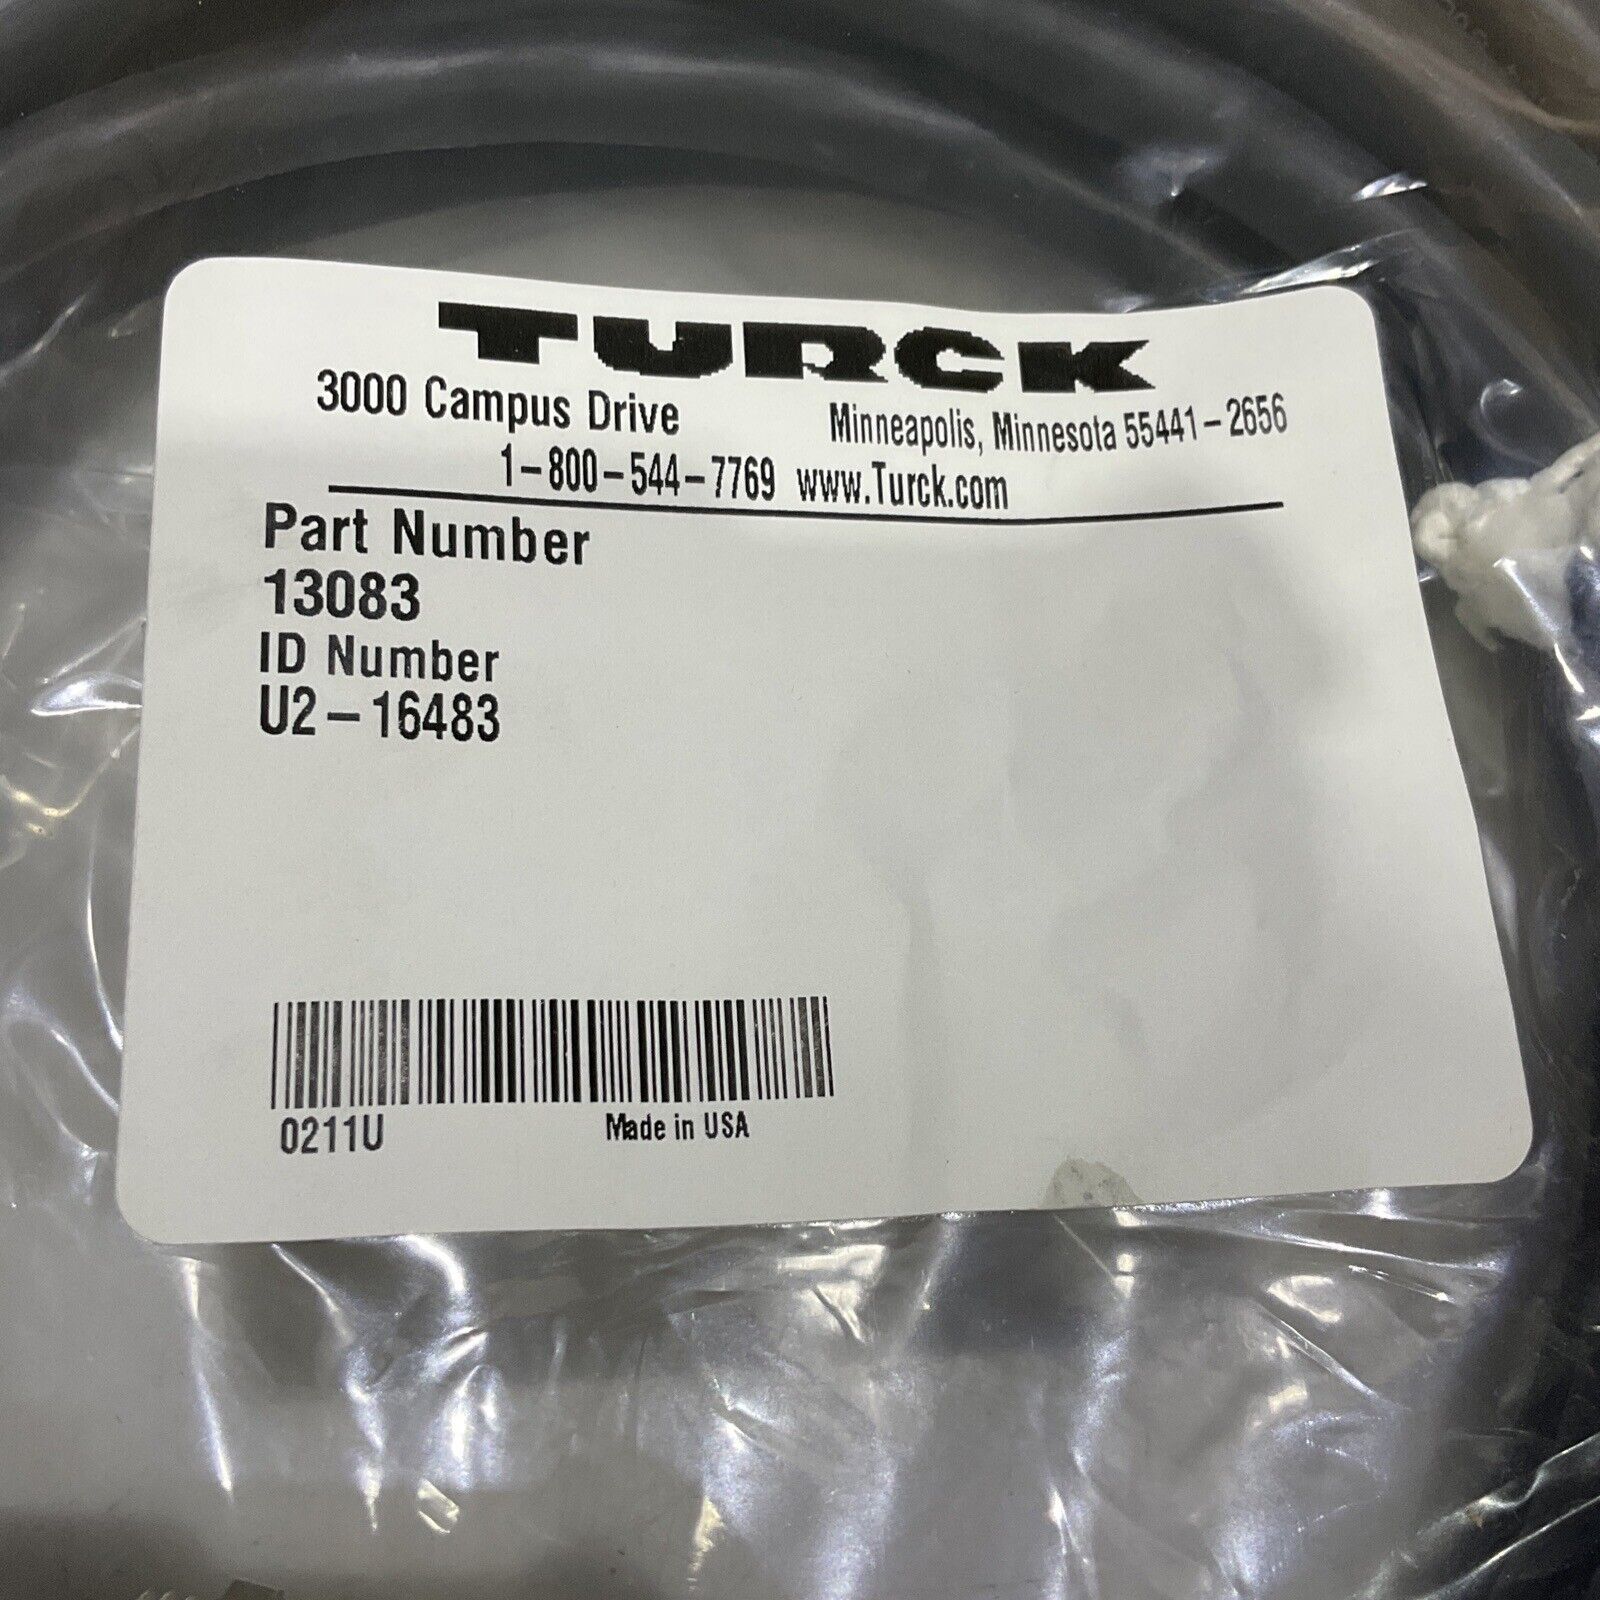 TURCK
3000 Campus Drive Minneapolis, Minnesota 55441-2656
1-800-544-7769 www.Turck.com
Part Number
13083
ID Number
U2-16483
0211U Made in USA